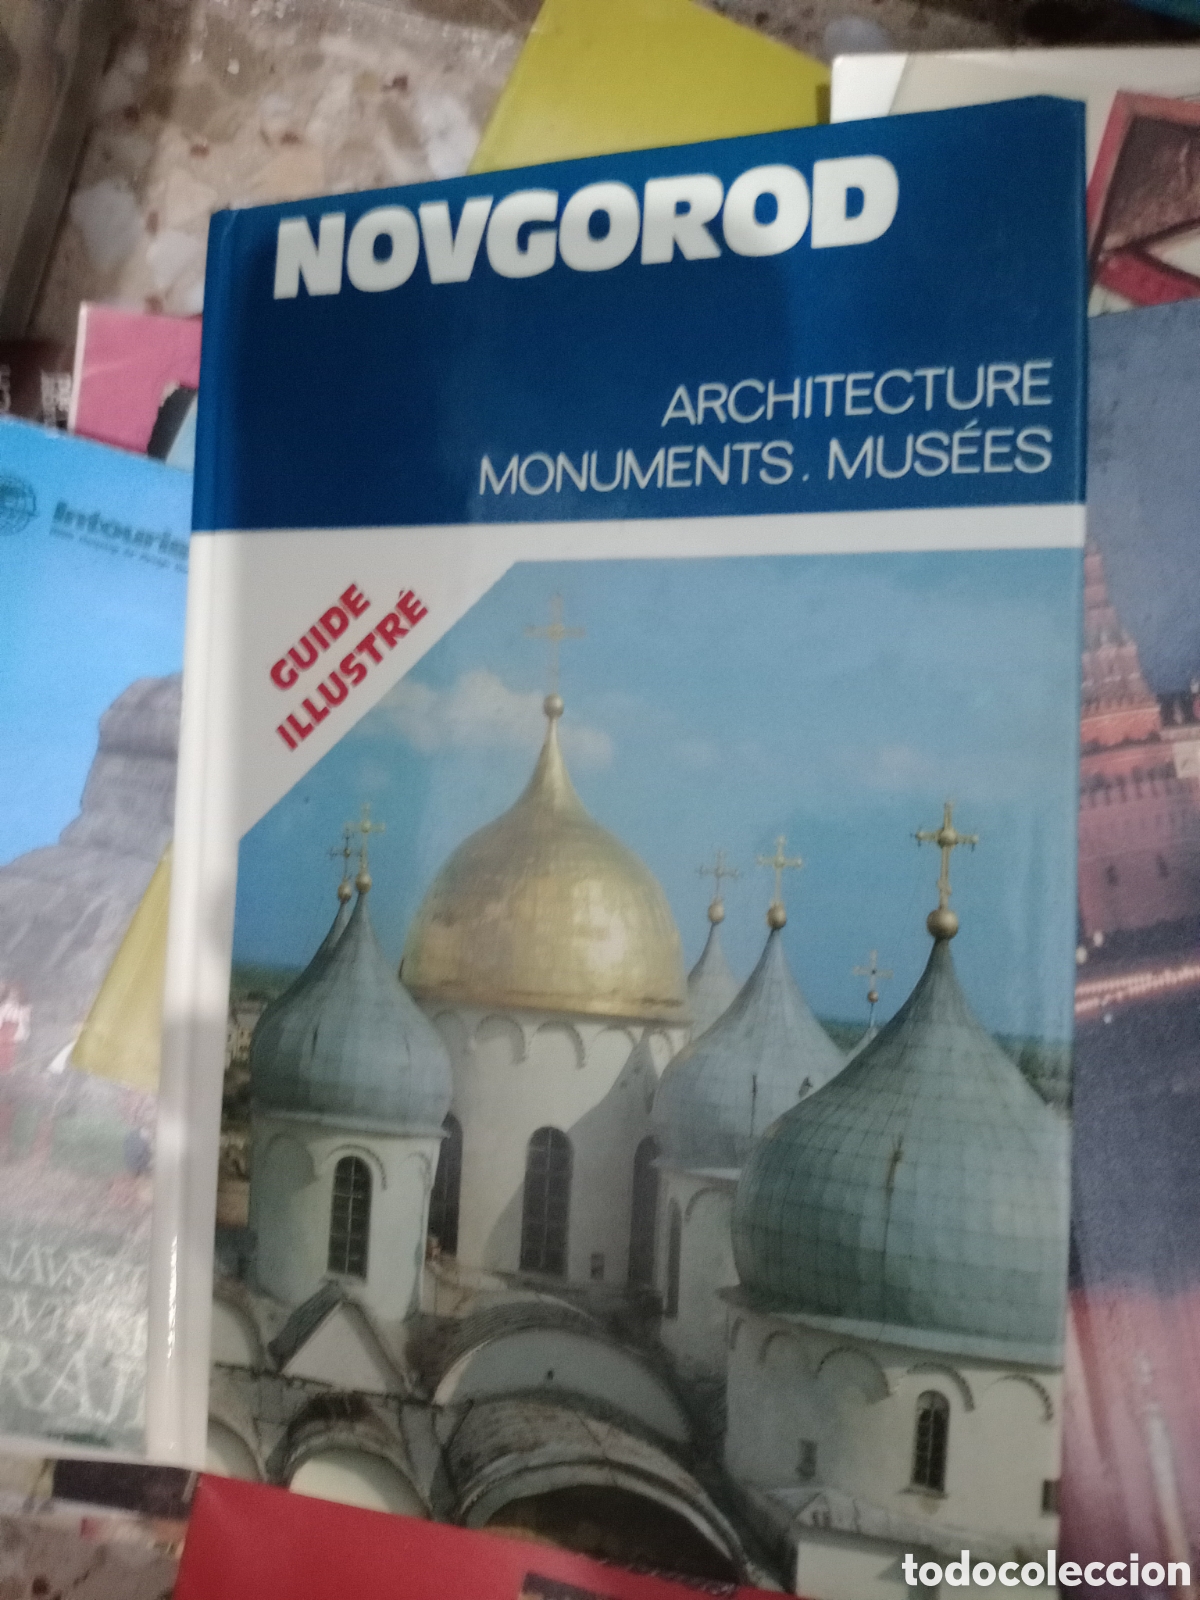 NOVGOROD
ARCHITECTURE
MONUMENTS. MUSÉES
GUIDE
ILLUSTRÉ
Intouris
todocoleccion